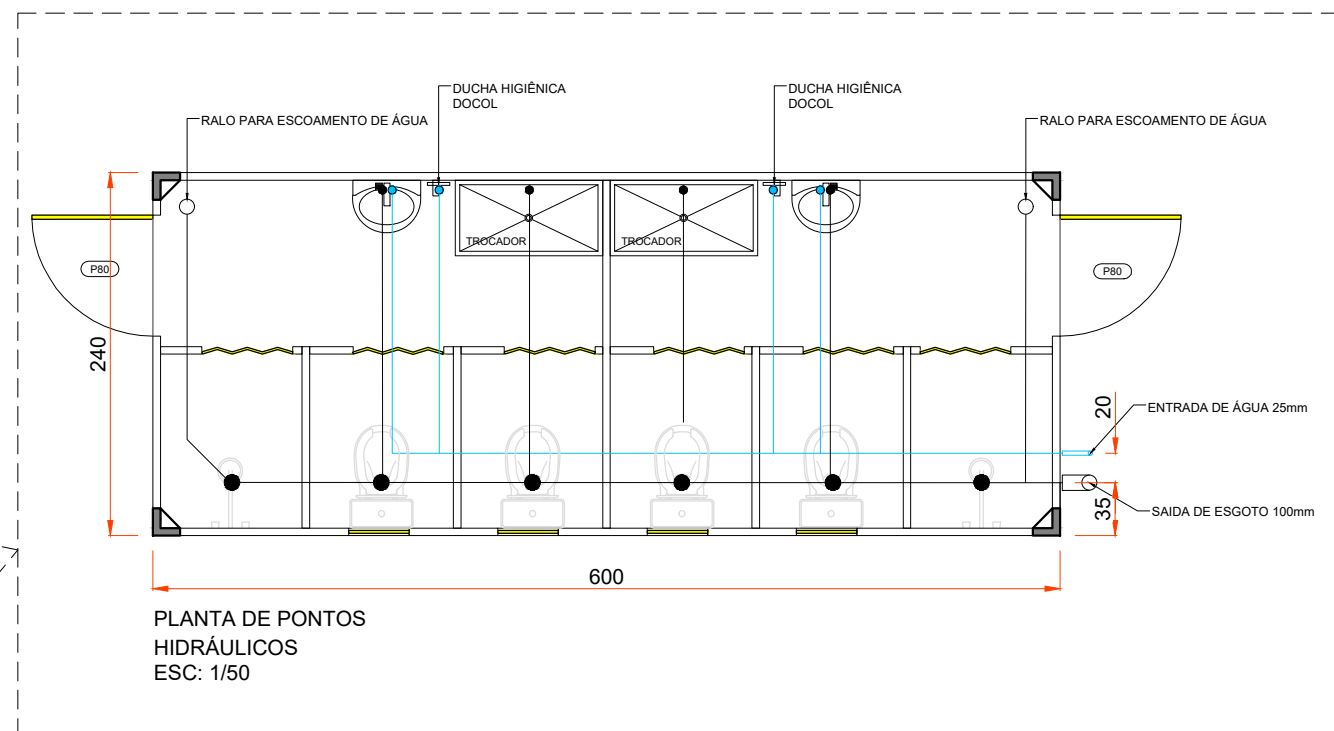 DUCHA HIGIÊNICA
DOCOL
DUCHA HIGIÊNICA
DOCOL
RALO PARA ESCOAMENTO DE ÁGUA
RALO PARA ESCOAMENTO DE ÁGUA
TROCADOR
TROCADOR
P80
P80
240
20
ENTRADA DE ÁGUA 25mm
35
SAIDA DE ESGOTO 100mm
600
PLANTA DE PONTOS
HIDRÁULICOS
ESC: 1/50